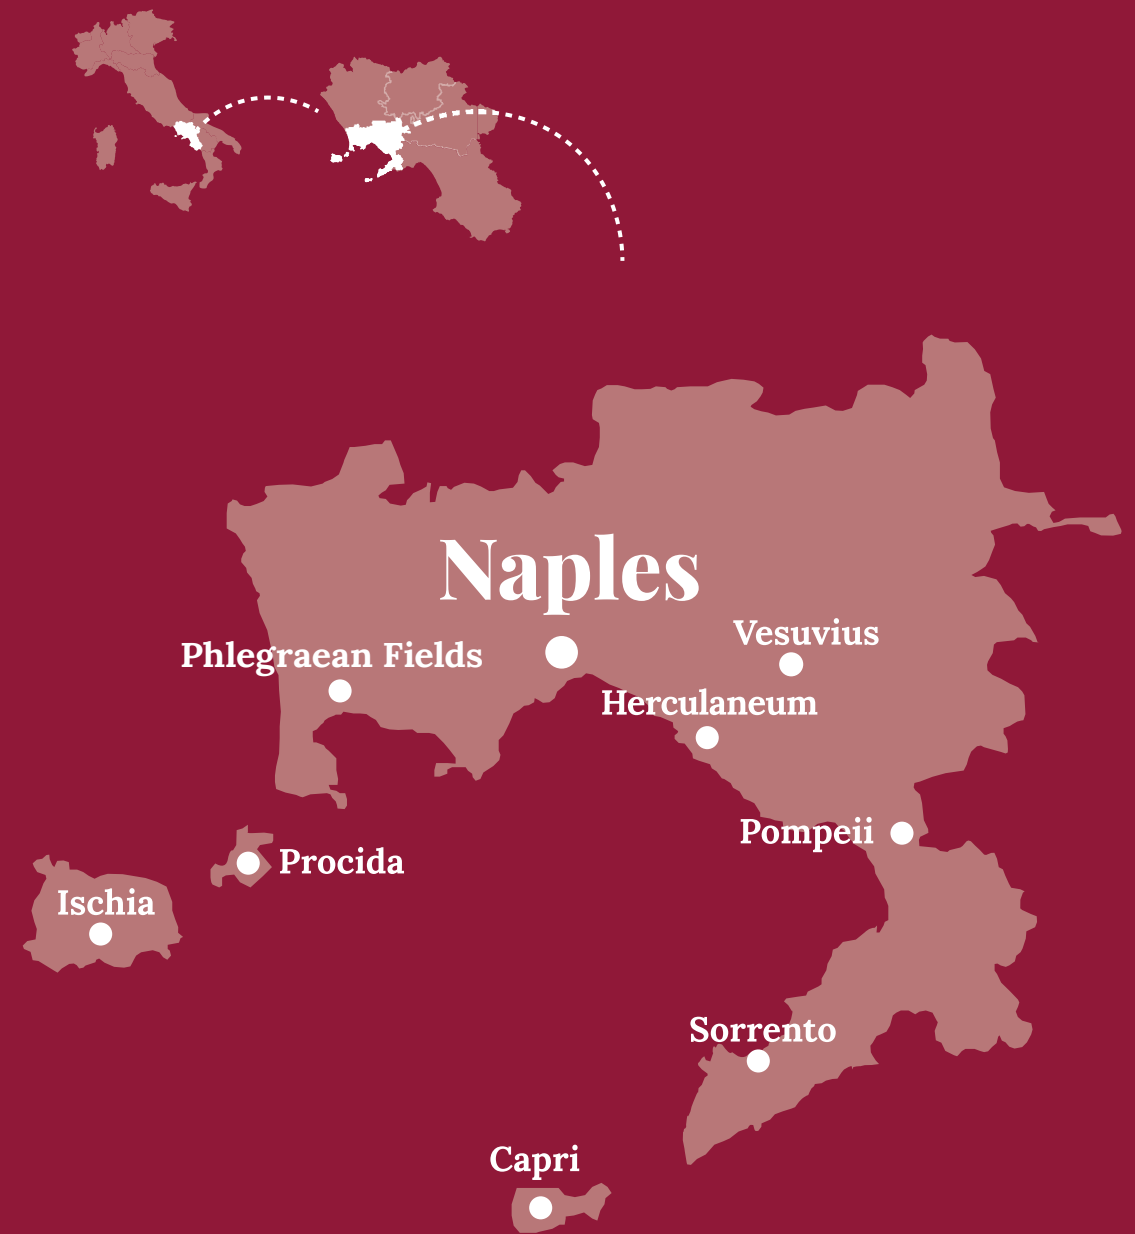 Naples
Vesuvius
Phlegraean Fields
Herculaneum
Pompeii
Procida
Ischia
Sorrento
Capri